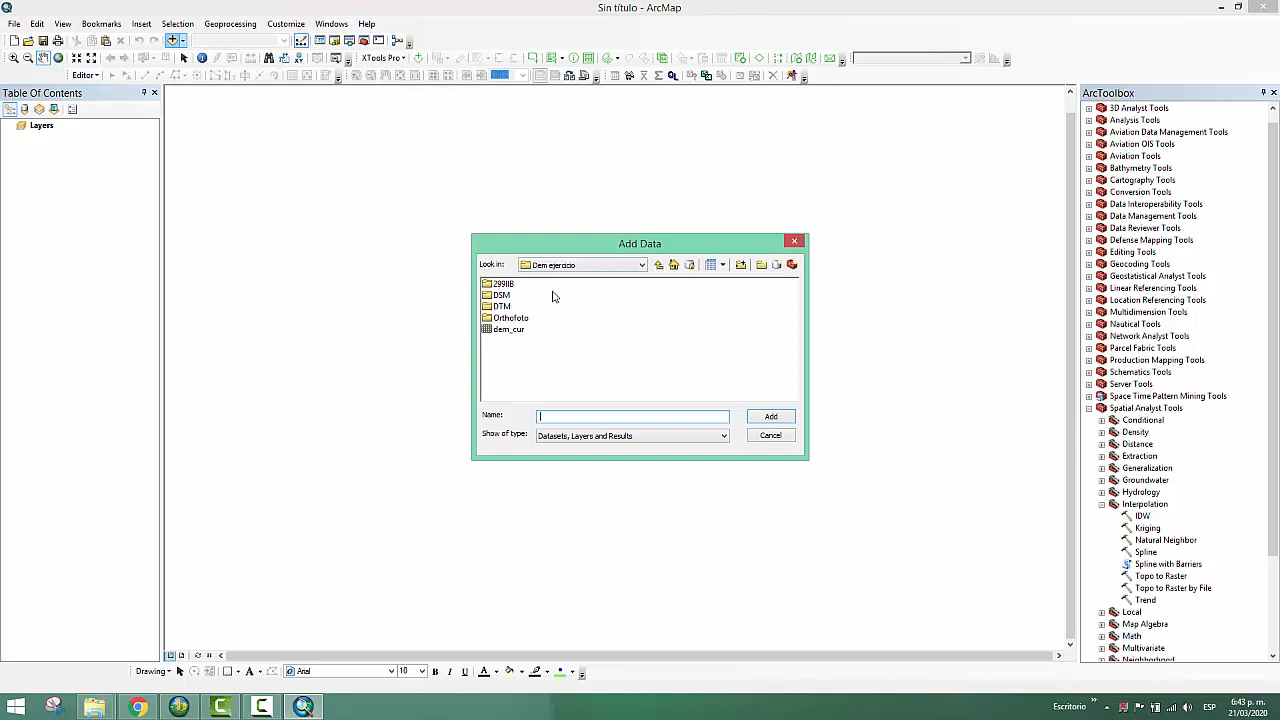 Sin título - ArcMap
File Edit View Bookmarks Insert Selection Geoprocessing Customize Windows Help
XTools Pro
Editor
Table Of Contents
Layers
ArcToolbox
3D Analyst Tools
Analysis Tools
Aviation Data Management Tools
Aviation OIS Tools
Aviation Tools
Bathymetry Tools
Cartography Tools
Conversion Tools
Data Interoperability Tools
Data Management Tools
Data Reviewer Tools
Defense Mapping Tools
Editing Tools
Geocoding Tools
Geostatistical Analyst Tools
Linear Referencing Tools
Location Referencing Tools
Multidimension Tools
Nautical Tools
Network Analyst Tools
Parcel Fabric Tools
Production Mapping Tools
Schematics Tools
Server Tools
Space Time Pattern Mining Tools
Spatial Analyst Tools
Conditional
Density
Distance
Extraction
Generalization
Groundwater
Hydrology
Interpolation
IDW
Kriging
Natural Neighbor
Spline
Spline with Barriers
Topo to Raster
Topo to Raster by File
Trend
Local
Map Algebra
Math
Multivariate
Neighborhood
Add Data
Look in: Dem ejercicio
299IIB
DSM
DTM
Orthofoto
dem_cur
Name:
Add
Show of type: Datasets, Layers and Results
Cancel
Drawing
A
Arial
10
B I U A
Escritorio
ESP
6:43 p. m.
21/03/2020